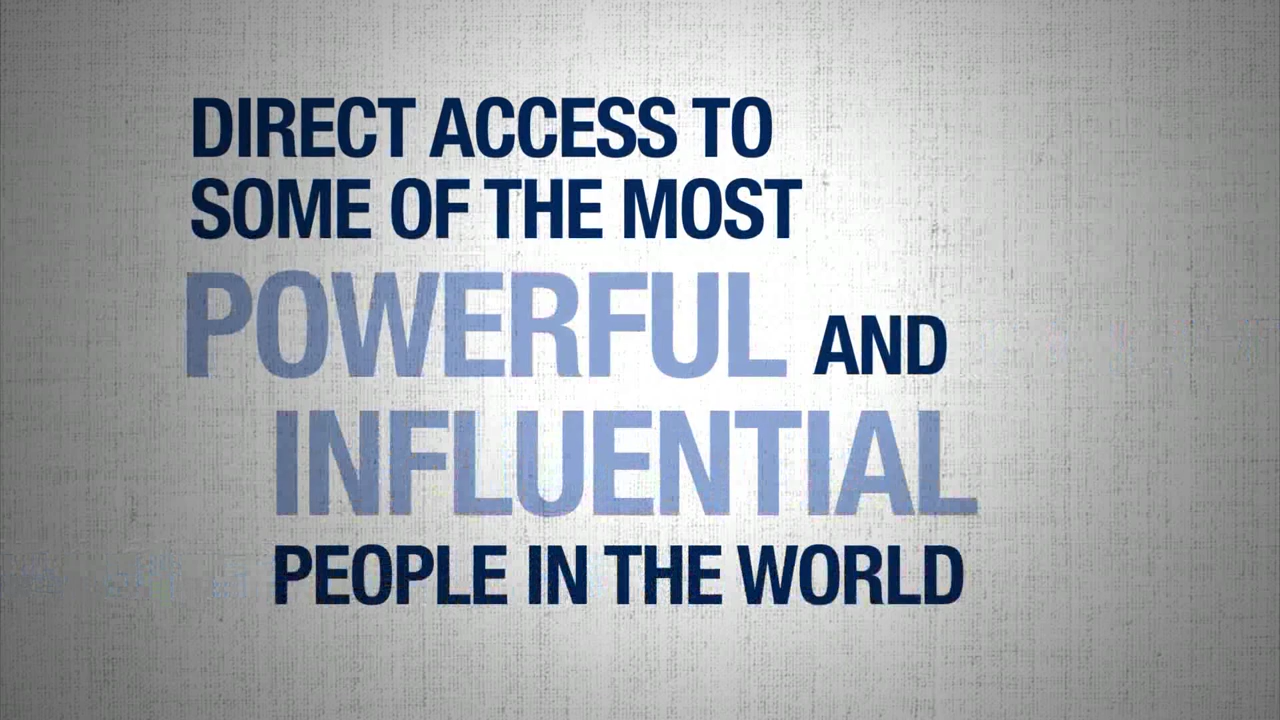 DIRECT ACCESS TO
SOME OF THE MOST
POWERFUL AND
INFLUENTIAL
PEOPLE IN THE WORLD